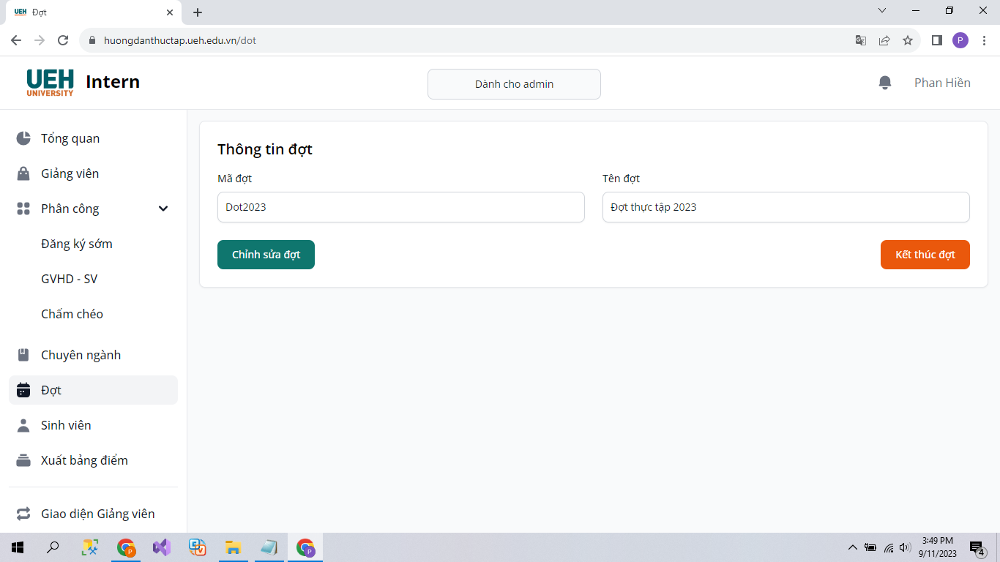 UEH
Đợt
huongdanthuctap.ueh.edu.vn/dot
P
UEH
UNIVERSITY
Intern
Dành cho admin
Phan Hiền
Tổng quan
Giảng viên
Phân công
Đăng ký sớm
GVHD - SV
Chấm chéo
Chuyên ngành
Đợt
Sinh viên
Xuất bảng điểm
Giao diện Giảng viên
Thông tin đợt
Mã đợt
Tên đợt
Dot2023
Đợt thực tập 2023
Chỉnh sửa đợt
Kết thúc đợt
P
E
V
P
3:49 PM
9/11/2023
4